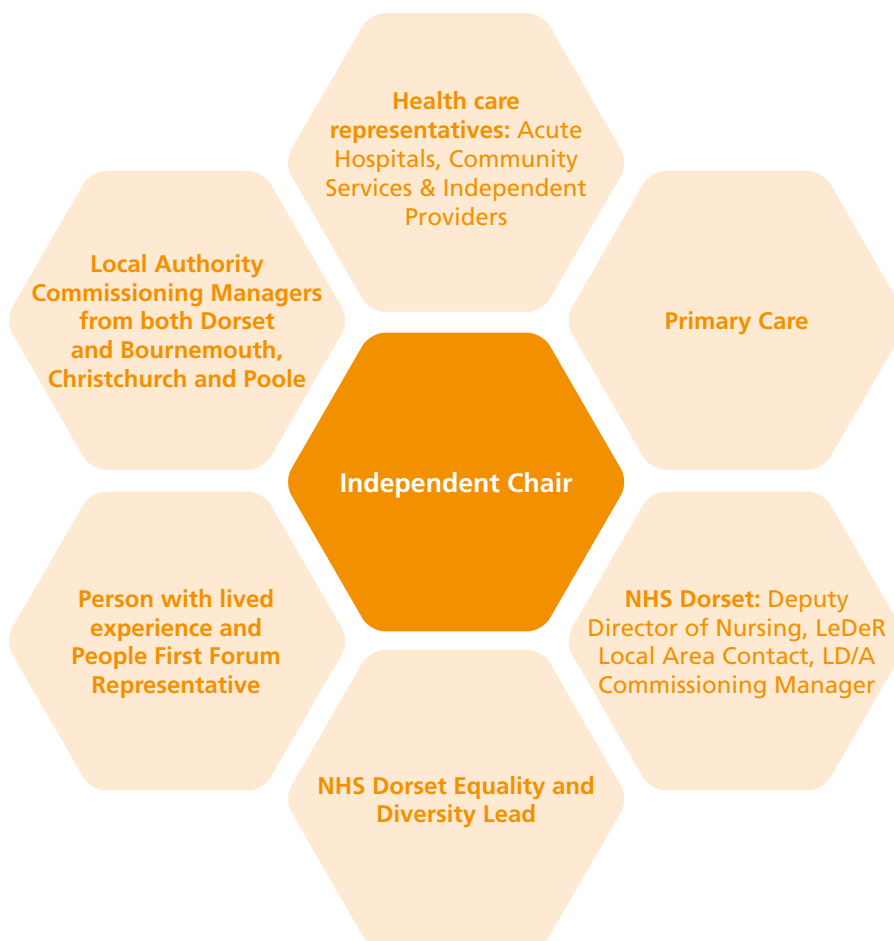 Health care
representatives: Acute
Hospitals, Community
Services & Independent
Providers
Local Authority
Commissioning Managers
from both Dorset
and Bournemouth,
Christchurch and Poole
Primary Care
Independent Chair
Person with lived
experience and
People First Forum
Representative
NHS Dorset: Deputy
Director of Nursing, LeDeR
Local Area Contact, LD/A
Commissioning Manager
NHS Dorset Equality and
Diversity Lead